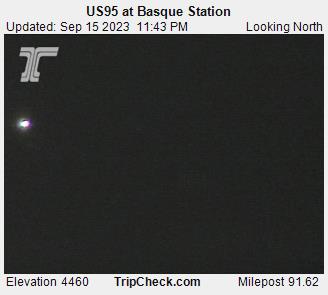 US95 at Basque Station
Updated: Sep 15 2023 11:43 PM Looking North
Elevation 4460 TripCheck.com Milepost 91.62